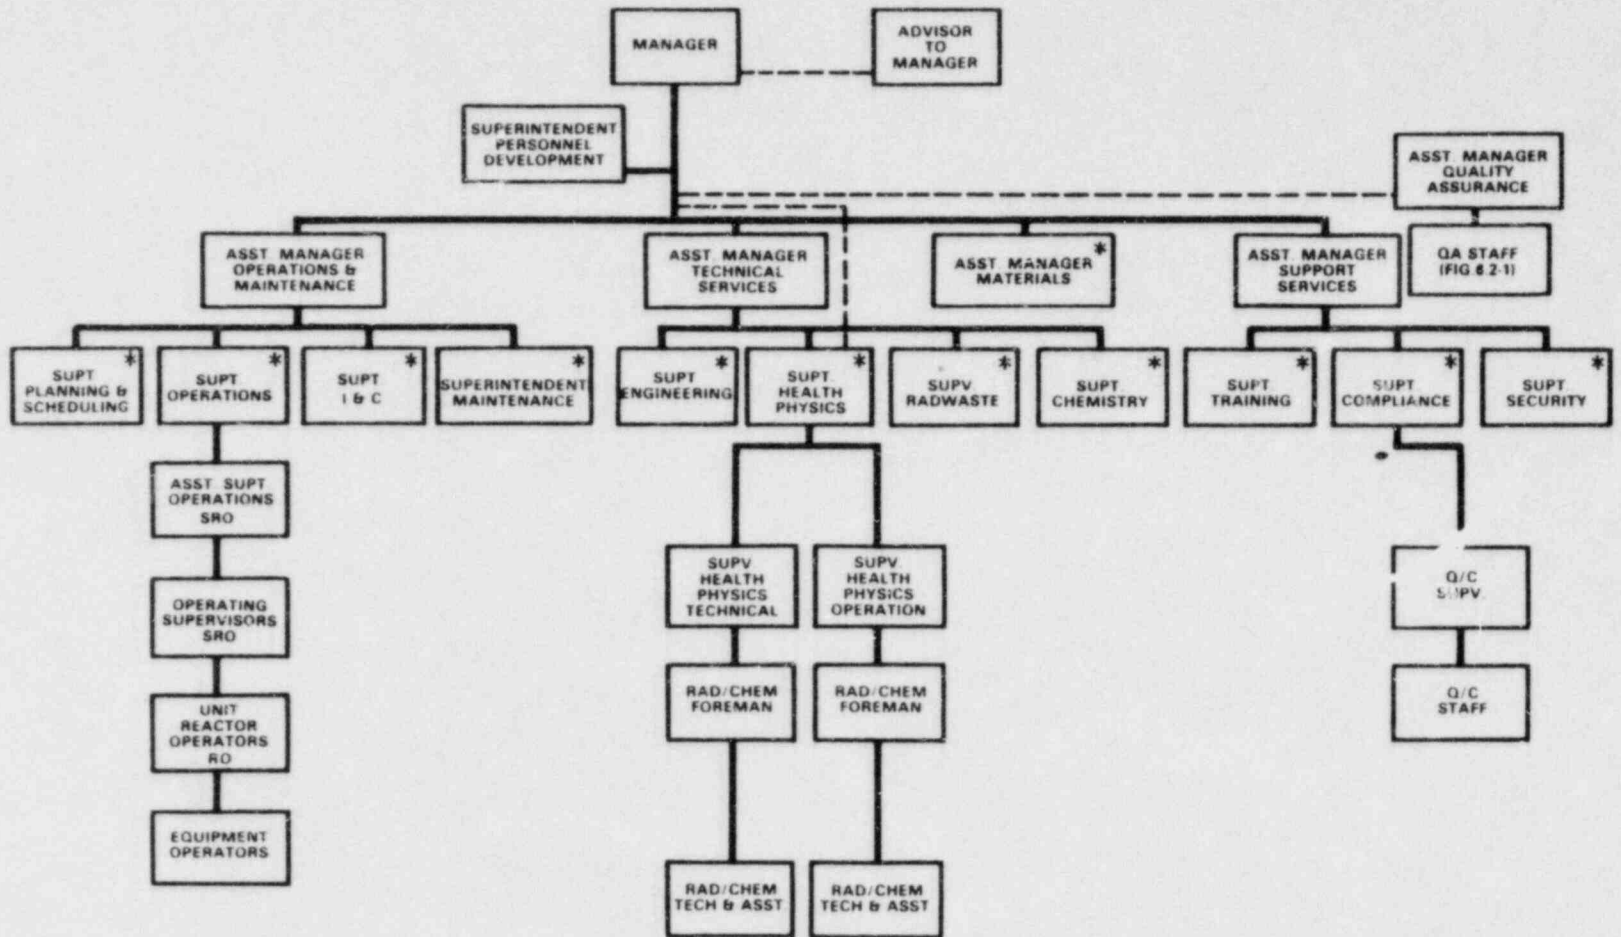 MANAGER
ADVISOR
TO
MANAGER
SUPERINTENDENT
PERSONNEL
DEVELOPMENT
ASST. MANAGER
QUALITY
ASSURANCE
ASST. MANAGER
OPERATIONS &
MAINTENANCE
ASST. MANAGER
TECHNICAL
SERVICES
ASST. MANAGER *
MATERIALS
ASST. MANAGER
SUPPORT
SERVICES
QA STAFF
(FIG 6.2-1)
*
SUPT
PLANNING &
SCHEDULING
*
SUPT
OPERATIONS
*
SUPT
I & C
*
SUPERINTENDENT
MAINTENANCE
*
SUPT
ENGINEERING
*
SUPT.
HEALTH
PHYSICS
*
SUPV
RADWASTE
*
SUPT.
CHEMISTRY
*
SUPT
TRAINING
*
SUPT.
COMPLIANCE
*
SUPT.
SECURITY
ASST SUPT
OPERATIONS
SRO
OPERATING
SUPERVISORS
SRO
UNIT
REACTOR
OPERATORS
RO
EQUIPMENT
OPERATORS
SUPV
HEALTH
PHYSICS
TECHNICAL
SUPV.
HEALTH
PHYSICS
OPERATION
RAD/CHEM
FOREMAN
RAD/CHEM
FOREMAN
RAD/CHEM
TECH & ASST
RAD/CHEM
TECH & ASST
Q/C
SUPV.
Q/C
STAFF